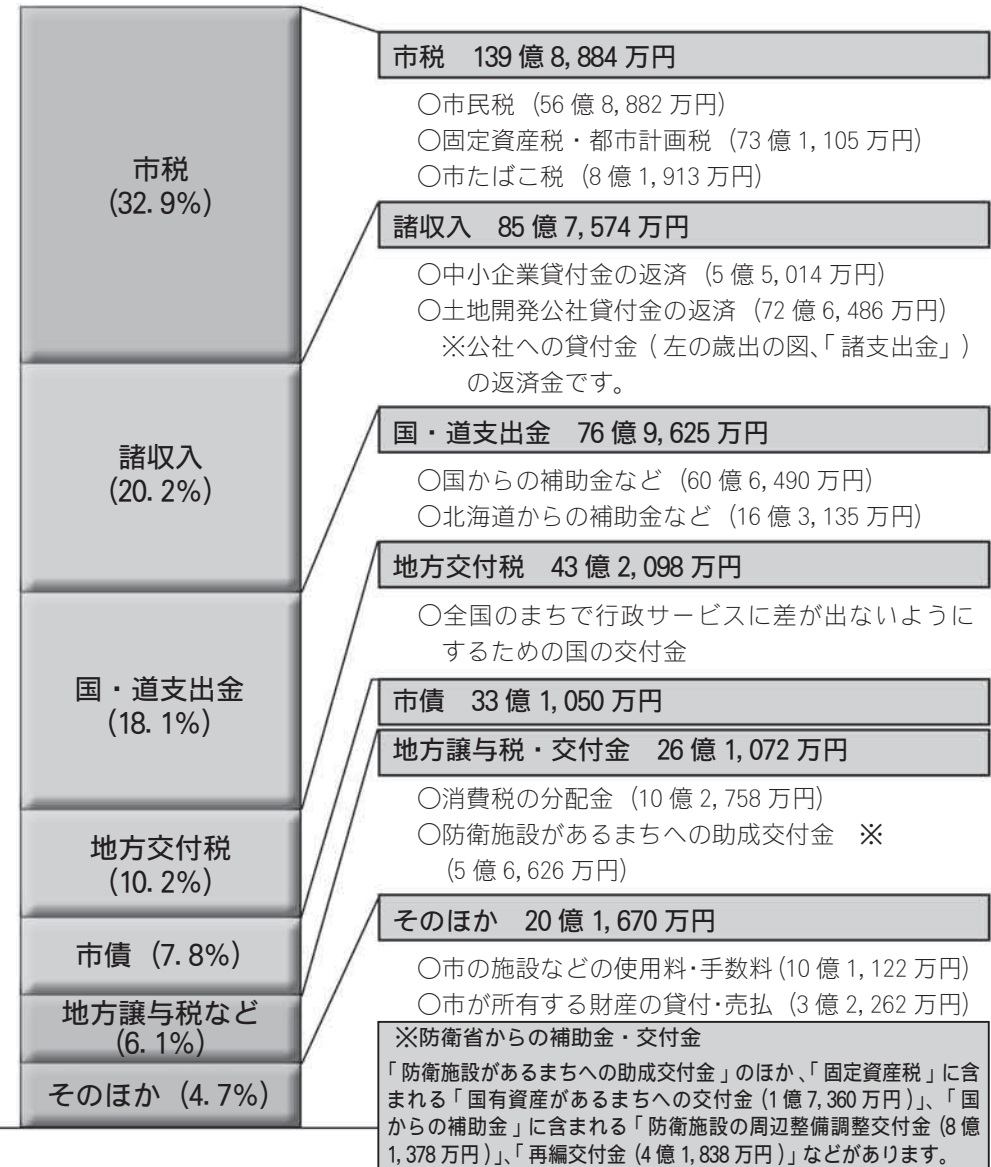 市税
(32.9%)
諸収入
(20.2%)
国・道支出金
(18.1%)
地方交付税
(10.2%)
市債 (7.8%)
地方譲与税など
(6.1%)
そのほか (4.7%)
市税　139億8,884万円
○市民税 (56億8,882万円)
○固定資産税・都市計画税 (73億1,105万円)
○市たばこ税 (8億1,913万円)
諸収入　85億7,574万円
○中小企業貸付金の返済 (5億5,014万円)
○土地開発公社貸付金の返済 (72億6,486万円)
※公社への貸付金(左の歳出の図、「諸支出金」)
の返済金です。
国・道支出金　76億9,625万円
○国からの補助金など (60億6,490万円)
○北海道からの補助金など (16億3,135万円)
地方交付税　43億2,098万円
○全国のまちで行政サービスに差が出ないように
するための国の交付金
市債　33億1,050万円
地方譲与税・交付金　26億1,072万円
○消費税の分配金 (10億2,758万円)
○防衛施設があるまちへの助成交付金　※
(5億6,626万円)
そのほか　20億1,670万円
○市の施設などの使用料・手数料(10億1,122万円)
○市が所有する財産の貸付・売払 (3億2,262万円)
※防衛省からの補助金・交付金
「防衛施設があるまちへの助成交付金」のほか、「固定資産税」に含
まれる「国有資産があるまちへの交付金(1億7,360万円)」、「国
からの補助金」に含まれる「防衛施設の周辺整備調整交付金(8億
1,378万円)」、「再編交付金(4億1,838万円)」などがあります。